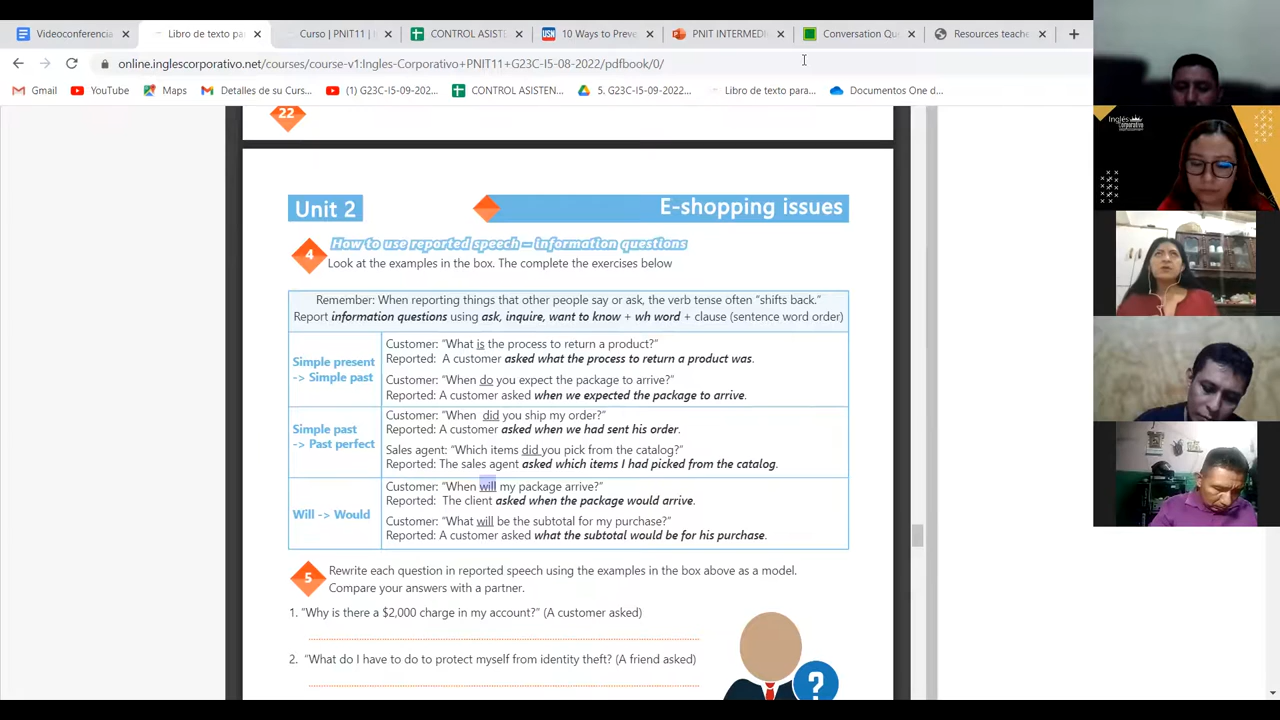 Videoconferencia
Libro de texto pa
Curso | PNIT11 |
CONTROL ASIST
10 Ways to Preve
PNIT INTERMEDI
Conversation Qu
Resources teache
online.inglescorporativo.net/courses/course-v1:Ingles-Corporativo+PNIT11+G23C-I5-08-2022/pdfbook/0/
Gmail
YouTube
Maps
Detalles de su Curs...
(1) G23C-I5-09-202...
CONTROL ASISTEN...
5. G23C-I5-09-2022...
Libro de texto para...
Documentos One d...
22
Unit 2
E-shopping issues
4
How to use reported speech – information questions
Look at the examples in the box. The complete the exercises below
Remember: When reporting things that other people say or ask, the verb tense often “shifts back.”
Report information questions using ask, inquire, want to know + wh word + clause (sentence word order)
Simple present
-> Simple past
Customer: “What is the process to return a product?”
Reported: A customer asked what the process to return a product was.
Customer: “When do you expect the package to arrive?”
Reported: A customer asked when we expected the package to arrive.
Simple past
-> Past perfect
Customer: “When did you ship my order?”
Reported: A customer asked when we had sent his order.
Sales agent: “Which items did you pick from the catalog?”
Reported: The sales agent asked which items I had picked from the catalog.
Will -> Would
Customer: “When will my package arrive?”
Reported: The client asked when the package would arrive.
Customer: “What will be the subtotal for my purchase?”
Reported: A customer asked what the subtotal would be for his purchase.
5
Rewrite each question in reported speech using the examples in the box above as a model.
Compare your answers with a partner.
1. “Why is there a $2,000 charge in my account?” (A customer asked)
2. “What do I have to do to protect myself from identity theft? (A friend asked)
?
Inglés
Corporativo